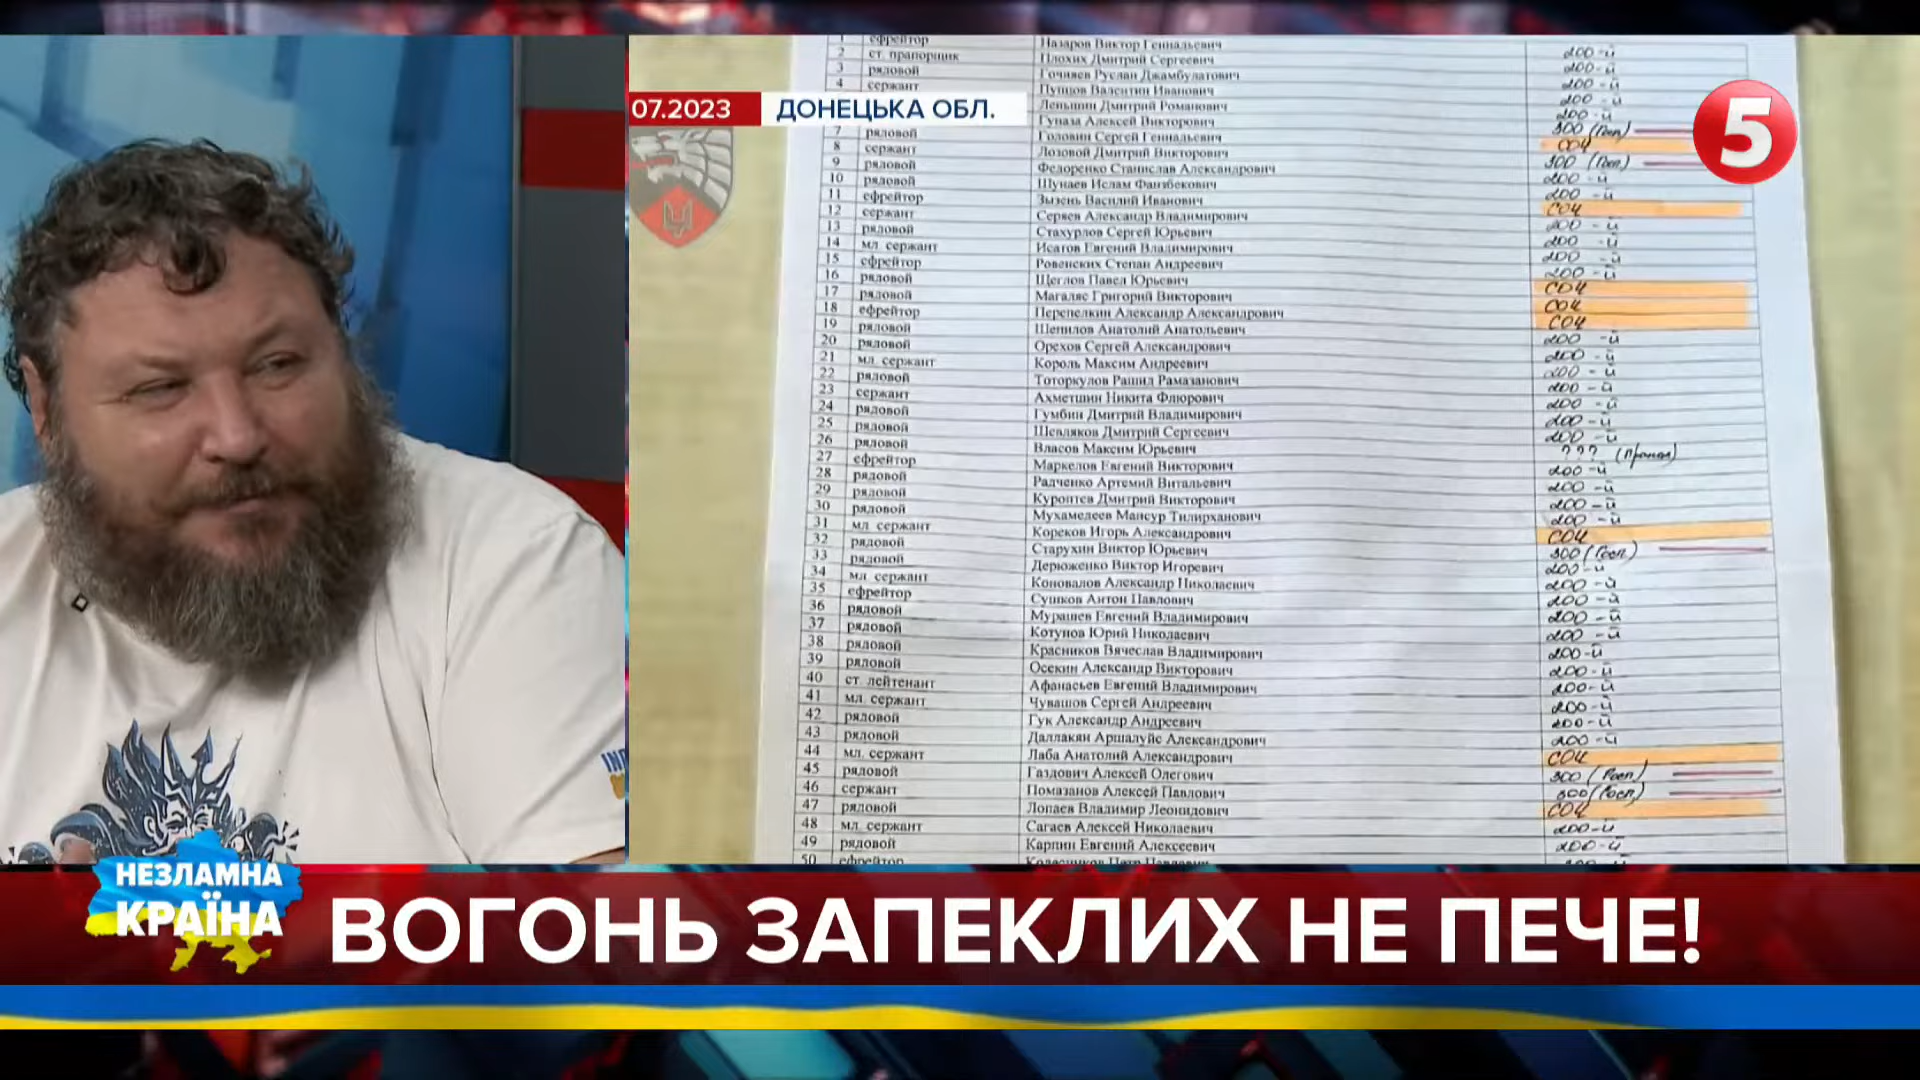 07.2023 ДОНЕЦЬКА ОБЛ.
5
1 ефрейтор Назаров Виктор Геннадьевич 200-й
2 ст. прапорщик Плохих Дмитрий Сергеевич 200-й
3 рядовой Гочияев Руслан Джамбулатович 200-й
4 сержант Пупцов Валентин Иванович 200-й
Леньшин Дмитрий Романович 200-й
Гуназа Алексей Викторович 300 (Госп)
7 рядовой Головин Сергей Геннадьевич СОЧ
8 сержант Лозовой Дмитрий Викторович 300 (Госп)
9 рядовой Федоренко Станислав Александрович 200-й
10 рядовой Шунаев Ислам 200-й
11 ефрейтор Зызень Василий Иванович СОЧ
12 сержант Серяев Александр Владимирович 200-й
13 рядовой Стахурлов Сергей Юрьевич 200-й
14 мл. сержант Исагов Евгений Владимирович 200-й
15 ефрейтор Ровенских Степан Андреевич 200-й
16 рядовой Щеглов Павел Юрьевич СОЧ
17 рядовой Магаляс Григорий Викторович СОЧ
18 ефрейтор Перепелкин Александр Александрович СОЧ
19 рядовой Шепилов Анатолий Анатольевич 200-й
20 рядовой Орехов Сергей Александрович 200-й
21 мл. сержант Король Максим Андреевич 200-й
22 рядовой Тоторкулов Рашид Рамазанович 200-й
23 сержант Ахметшин Никита Флюрович 200-й
24 рядовой Гумбин Дмитрий Владимирович 200-й
25 рядовой Шевляков Дмитрий Сергеевич 200-й
26 рядовой Власов Максим Юрьевич ??? (Пропал)
27 ефрейтор Маркелов Евгений Викторович 200-й
28 рядовой Радченко Артемий Витальевич 200-й
29 рядовой Куроптев Дмитрий Викторович 200-й
30 рядовой Мухамедеев Мансур Тилирханович 200-й
31 мл. сержант Кореков Игорь Александрович СОЧ
32 рядовой Старухин Виктор Юрьевич 300 (Госп)
33 рядовой Дерюженко Виктор Игоревич 200-й
34 мл. сержант Коновалов Александр Николаевич 200-й
35 ефрейтор Сушков Антон Павлович 200-й
36 рядовой Мурашев Евгений Владимирович 200-й
37 рядовой Котунов Юрий Николаевич 200-й
38 рядовой Красников Вячеслав Владимирович 200-й
39 рядовой Осекин Александр Викторович 200-й
40 ст. лейтенант Афанасьев Евгений Владимирович 200-й
41 мл. сержант Чувашов Сергей Андреевич 200-й
42 рядовой Гук Александр Андреевич 200-й
43 рядовой Даллакян Аршалуйс Александрович 200-й
44 мл. сержант Лаба Анатолий Александрович СОЧ
45 рядовой Газдович Алексей Олегович 300 (Госп)
46 сержант Помазанов Алексей Павлович 300 (Госп)
47 рядовой Лопаев Владимир Леонидович СОЧ
48 мл. сержант Сагаев Алексей Николаевич 200-й
49 рядовой Карпин Евгений Алексеевич 200-й
50 ефрейтор Колесников Петр Павлович
НЕЗЛАМНА
КРАЇНА
ВОГОНЬ ЗАПЕКЛИХ НЕ ПЕЧЕ!